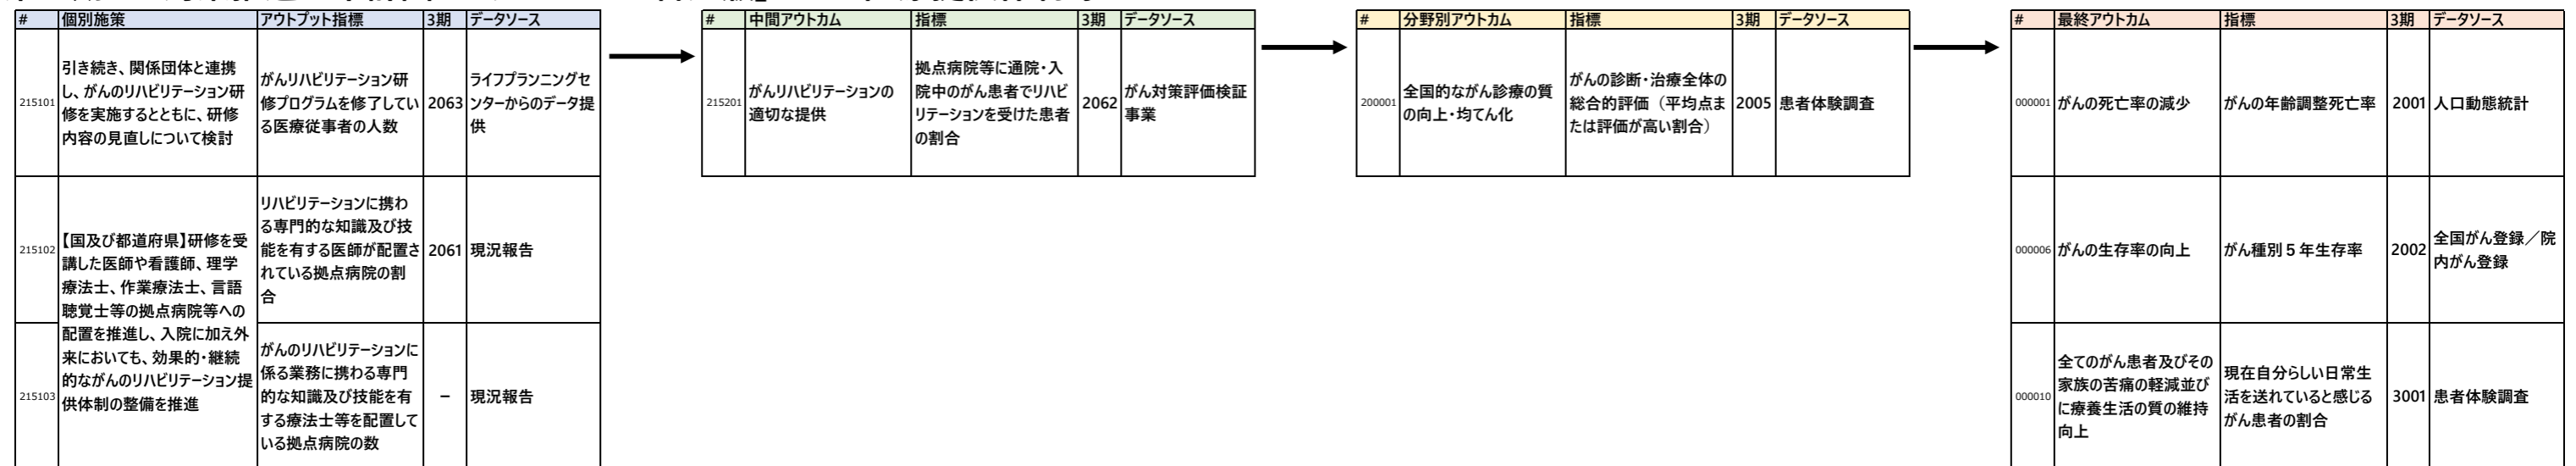 # 個別施策 アウトプット指標 3期 データソース
215101
引き続き、関係団体と連携
し、がんのリハビリテーション研
修を実施するとともに、研修
内容の見直しについて検討
がんリハビリテーション研
修プログラムを修了してい
る医療従事者の人数
2063
ライフプランニングセ
ンターからのデータ提
供
215102
【国及び都道府県】研修を受
講した医師や看護師、理学
療法士、作業療法士、言語
聴覚士等の拠点病院等への
配置を推進し、入院に加え外
来においても、効果的・継続
的ながんのリハビリテーション提
供体制の整備を推進
リハビリテーションに携わ
る専門的な知識及び技
能を有する医師が配置さ
れている拠点病院の割
合
2061
現況報告
215103
がんのリハビリテーションに
係る業務に携わる専門
的な知識及び技能を有
する療法士等を配置して
いる拠点病院の数
－
現況報告
# 中間アウトカム 指標 3期 データソース
215201
がんリハビリテーションの
適切な提供
拠点病院等に通院・入
院中のがん患者でリハビ
リテーションを受けた患者
の割合
2062
がん対策評価検証
事業
# 分野別アウトカム 指標 3期 データソース
200001
全国的ながん診療の質
の向上・均てん化
がんの診断・治療全体の
総合的評価（平均点ま
たは評価が高い割合）
2005
患者体験調査
# 最終アウトカム 指標 3期 データソース
000001
がんの死亡率の減少
がんの年齢調整死亡率
2001
人口動態統計
000006
がんの生存率の向上
がん種別５年生存率
2002
全国がん登録／院
内がん登録
000010
全てのがん患者及びその
家族の苦痛の軽減並び
に療養生活の質の維持
向上
現在自分らしい日常生
活を送れていると感じる
がん患者の割合
3001
患者体験調査